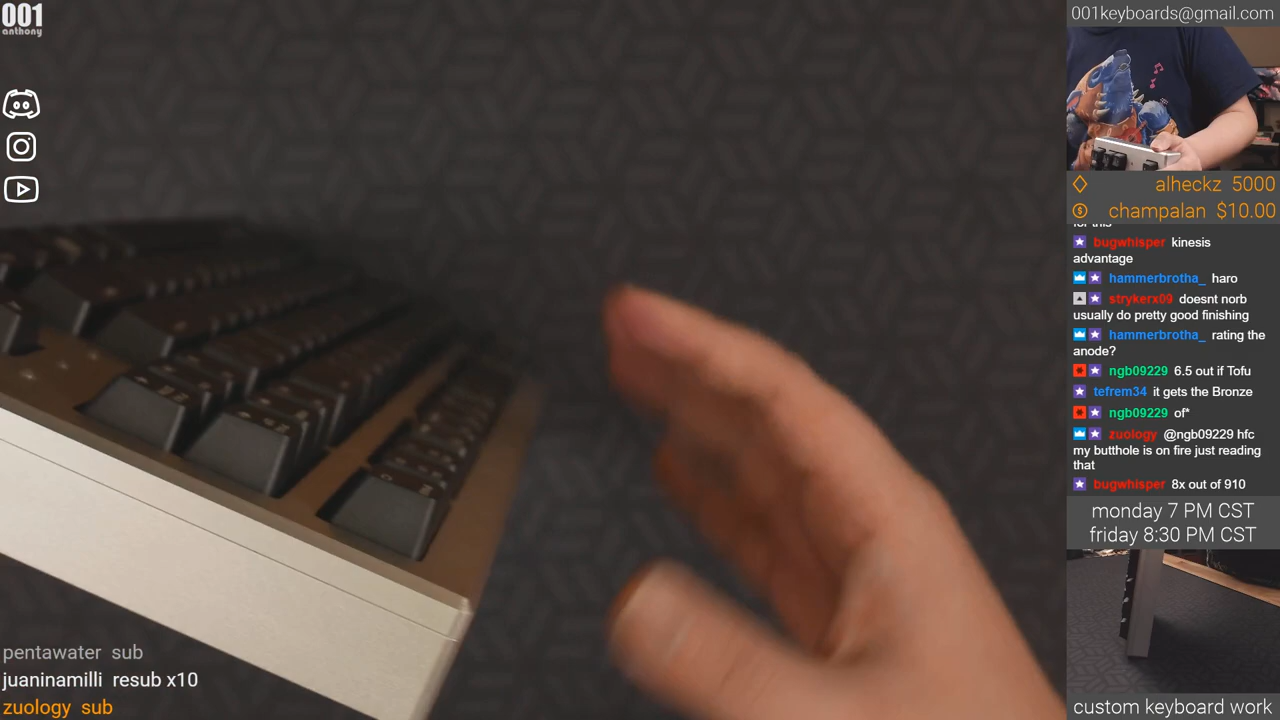 001
anthony
001keyboards@gmail.com
alheckz 5000
champalan $10.00
for this
bugwhisper kinesis
advantage
hammerbrotha_ haro
strykerx09 doesnt norb
usually do pretty good finishing
hammerbrotha_ rating the
anode?
ngb09229 6.5 out if Tofu
tefrem34 it gets the Bronze
ngb09229 of*
zuology @ngb09229 hfc
my butthole is on fire just reading
that
bugwhisper 8x out of 910
monday 7 PM CST
friday 8:30 PM CST
pentawater sub
juaninamilli resub x10
zuology sub
custom keyboard work